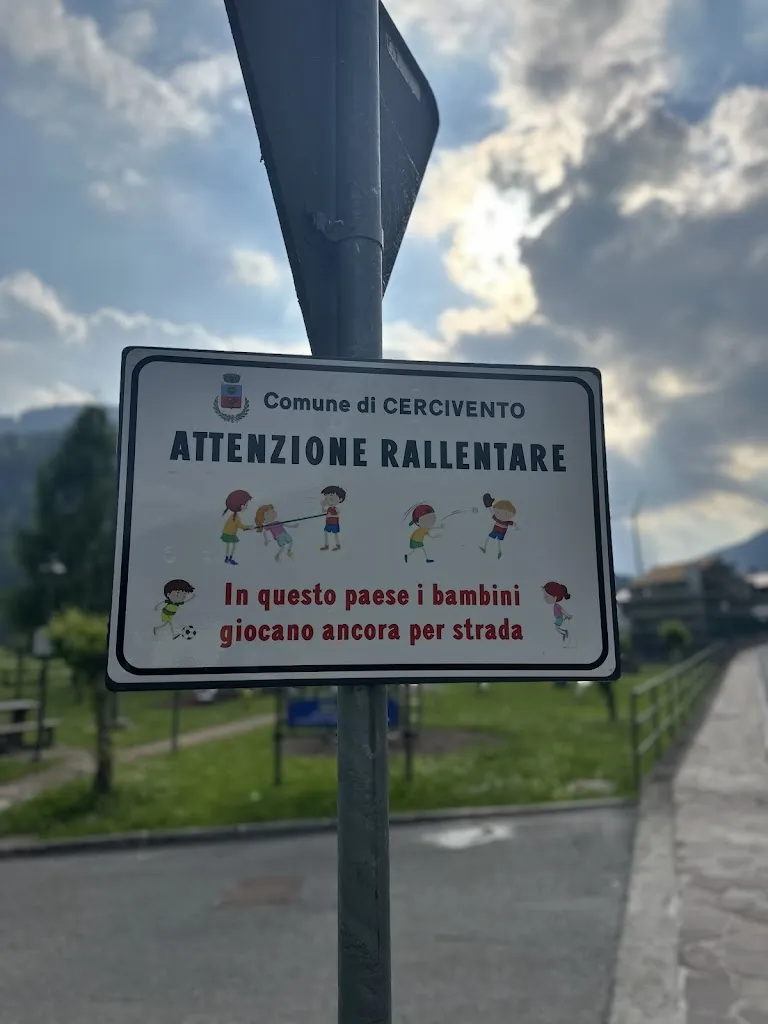 Comune di CERCIVENTO
ATTENZIONE RALLENTARE
In questo paese i bambini
giocano ancora per strada